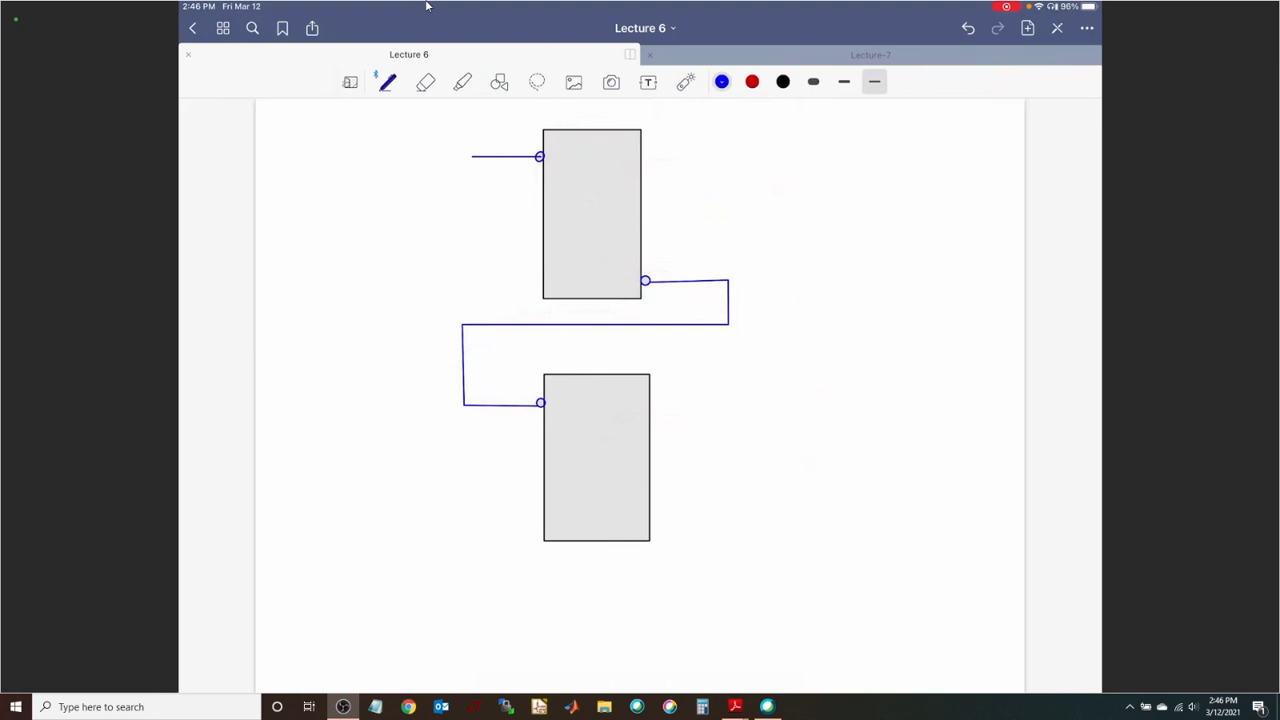 2:46 PM Fri Mar 12
96%
Lecture 6
Lecture 6
Lecture-7
T
Type here to search
2:46 PM
3/12/2021
1